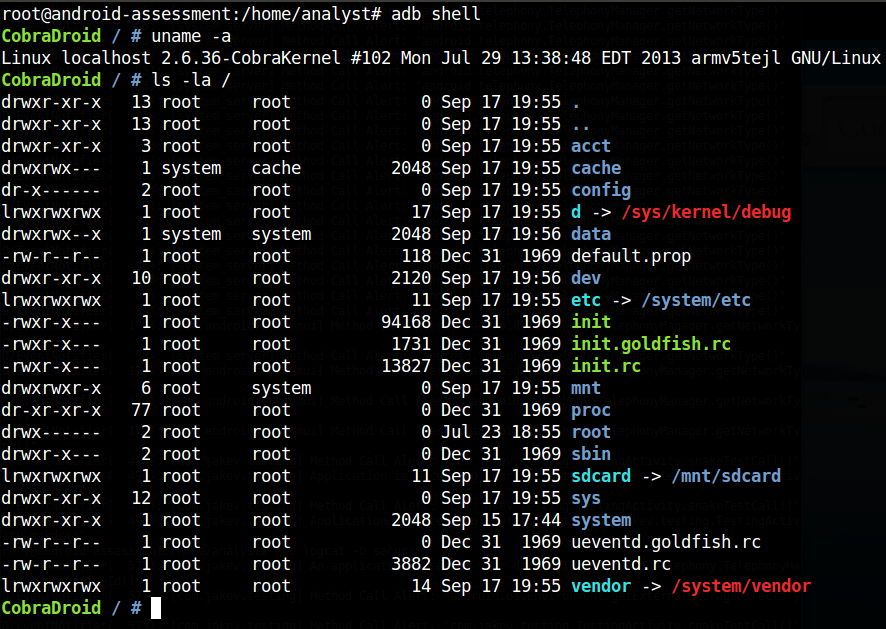 root@android-assessment:/home/analyst# adb shell
CobraDroid / # uname -a
Linux localhost 2.6.36-CobraKernel #102 Mon Jul 29 13:38:48 EDT 2013 armv5tejl GNU/Linux
CobraDroid / # ls -la /
drwxr-xr-x   13 root     root             0 Sep 17 19:55 .
drwxr-xr-x   13 root     root             0 Sep 17 19:55 ..
drwxr-xr-x    3 root     root             0 Sep 17 19:55 acct
drwxrwx---    1 system   cache         2048 Sep 17 19:55 cache
dr-x------    2 root     root             0 Sep 17 19:55 config
lrwxrwxrwx    1 root     root            17 Sep 17 19:55 d -> /sys/kernel/debug
drwxrwx--x    1 system   system        2048 Sep 17 19:56 data
-rw-r--r--    1 root     root           118 Dec 31  1969 default.prop
drwxr-xr-x   10 root     root          2120 Sep 17 19:56 dev
lrwxrwxrwx    1 root     root            11 Sep 17 19:55 etc -> /system/etc
-rwxr-x---    1 root     root         94168 Dec 31  1969 init
-rwxr-x---    1 root     root          1731 Dec 31  1969 init.goldfish.rc
-rwxr-x---    1 root     root         13827 Dec 31  1969 init.rc
drwxrwxr-x    6 root     system           0 Sep 17 19:55 mnt
dr-xr-xr-x   77 root     root             0 Dec 31  1969 proc
drwx------    2 root     root             0 Jul 23 18:55 root
drwxr-x---    2 root     root             0 Dec 31  1969 sbin
lrwxrwxrwx    1 root     root            11 Sep 17 19:55 sdcard -> /mnt/sdcard
drwxr-xr-x   12 root     root             0 Sep 17 19:55 sys
drwxr-xr-x    1 root     root          2048 Sep 15 17:44 system
-rw-r--r--    1 root     root             0 Dec 31  1969 ueventd.goldfish.rc
-rw-r--r--    1 root     root          3882 Dec 31  1969 ueventd.rc
lrwxrwxrwx    1 root     root            14 Sep 17 19:55 vendor -> /system/vendor
CobraDroid / #